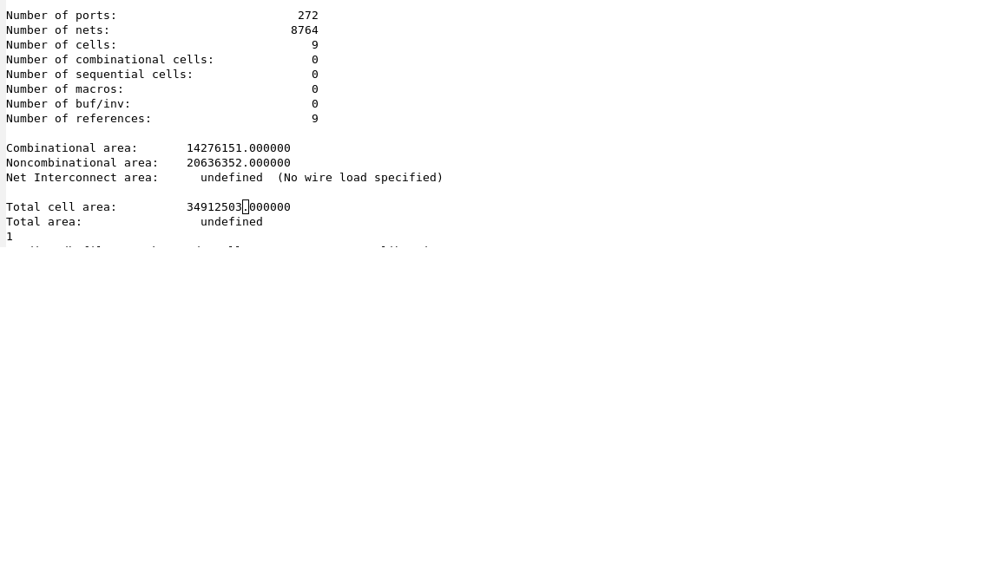 Number of ports: 272
Number of nets: 8764
Number of cells: 9
Number of combinational cells: 0
Number of sequential cells: 0
Number of macros: 0
Number of buf/inv: 0
Number of references: 9
Combinational area: 14276151.000000
Noncombinational area: 20636352.000000
Net Interconnect area: undefined (No wire load specified)
Total cell area: 34912503.000000
Total area: undefined
1